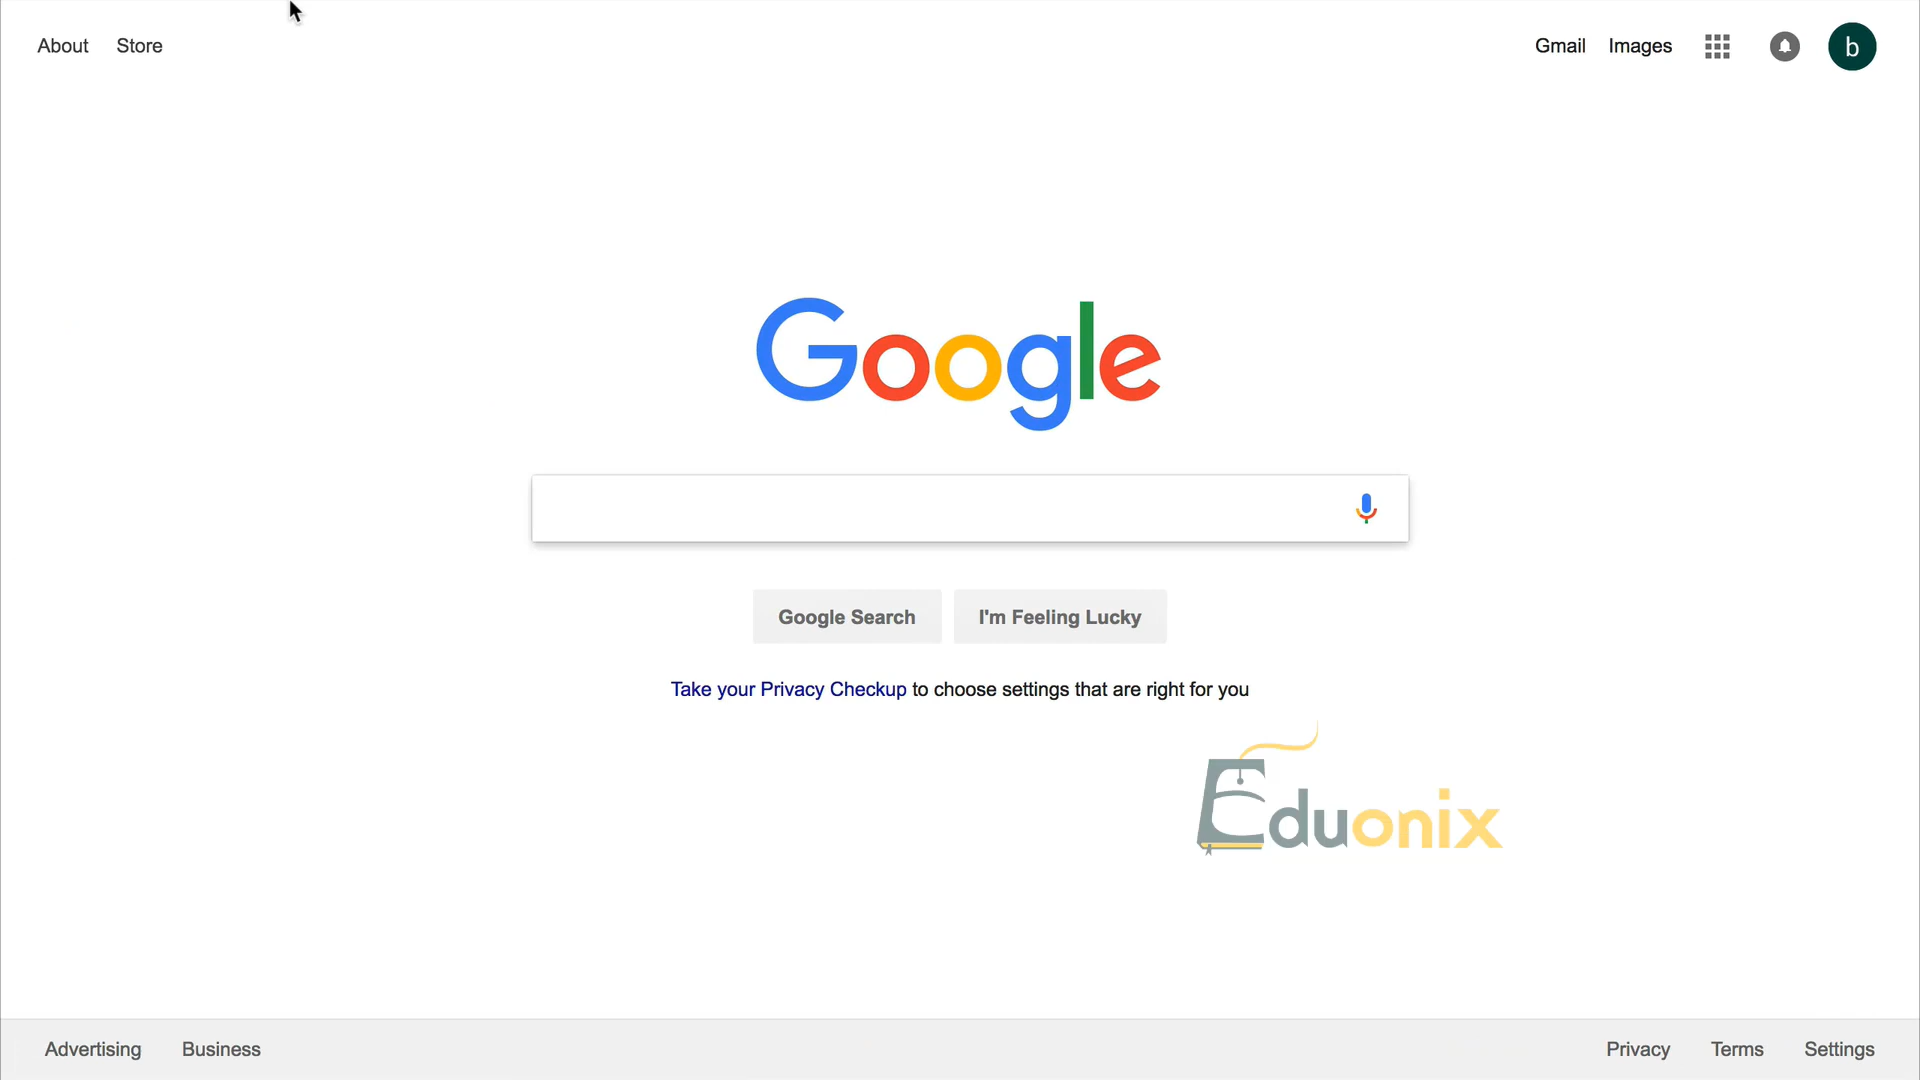 About Store
Gmail Images
b
Google
Google Search I'm Feeling Lucky
Take your Privacy Checkup to choose settings that are right for you
Eduonix
Advertising Business
Privacy Terms Settings